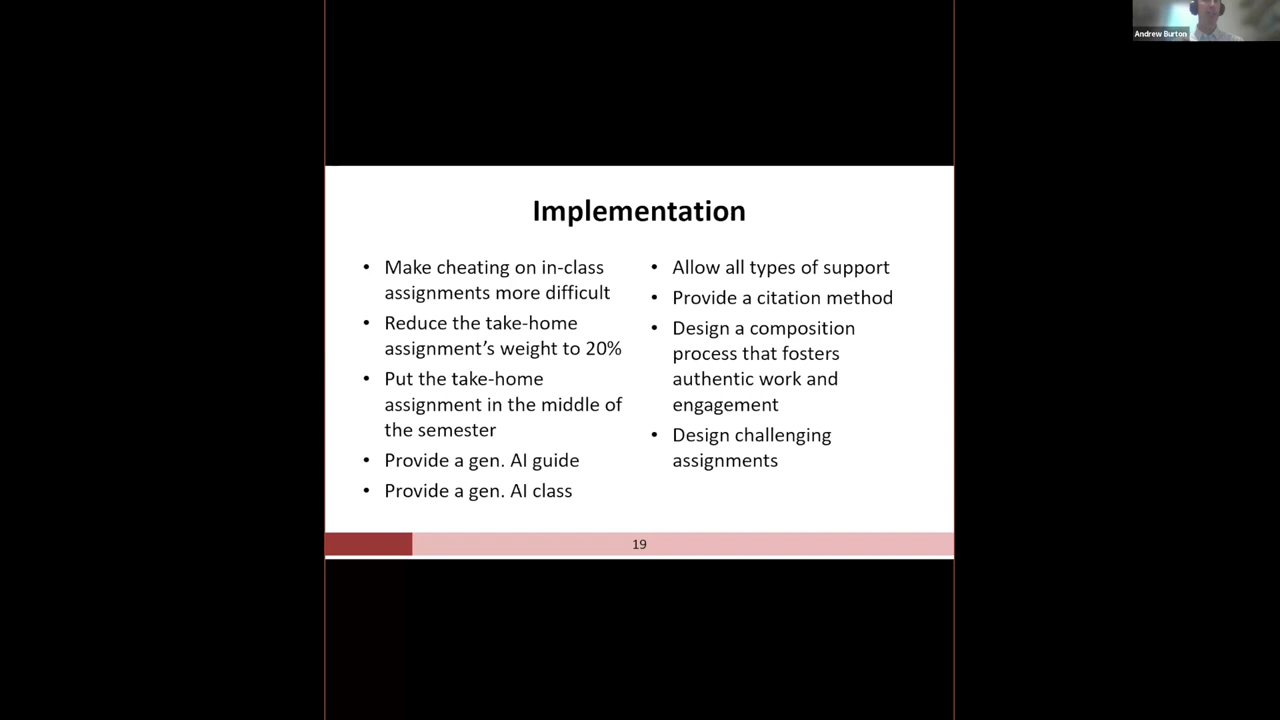 Andrew Burton
Implementation
• Make cheating on in-class
assignments more difficult
• Reduce the take-home
assignment's weight to 20%
• Put the take-home
assignment in the middle of
the semester
• Provide a gen. AI guide
• Provide a gen. AI class
• Allow all types of support
• Provide a citation method
• Design a composition
process that fosters
authentic work and
engagement
• Design challenging
assignments
19